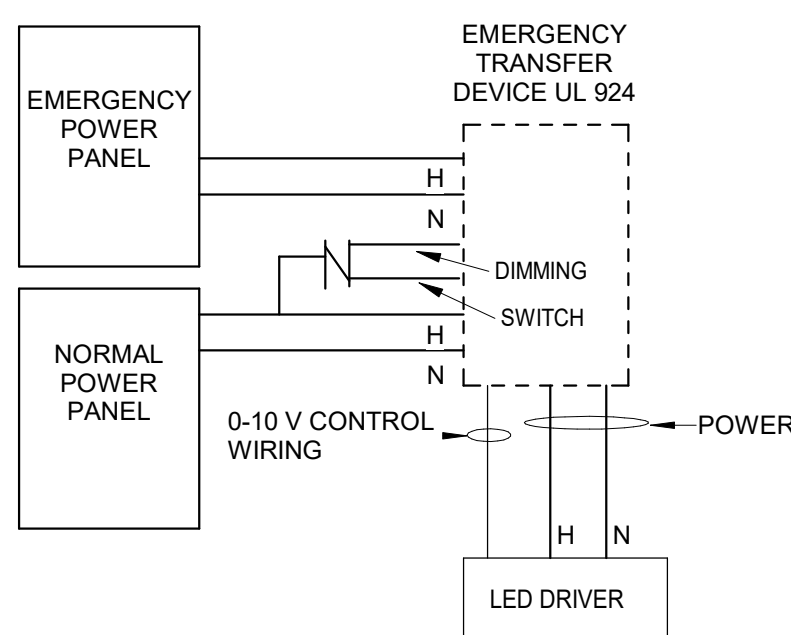 EMERGENCY
TRANSFER
DEVICE UL 924
EMERGENCY
POWER
PANEL
H
N
DIMMING
SWITCH
NORMAL
POWER
PANEL
H
N
0-10 V CONTROL
WIRING
POWER
H N
LED DRIVER